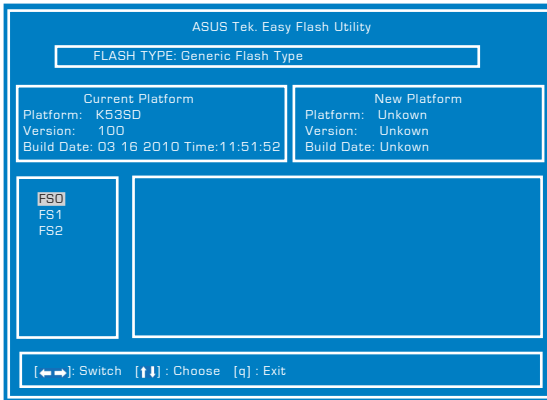 ASUS Tek. Easy Flash Utility
FLASH TYPE: Generic Flash Type
Current Platform
Platform: K53SD
Version: 100
Build Date: 03 16 2010 Time:11:51:52
New Platform
Platform: Unkown
Version: Unkown
Build Date: Unkown
FS0
FS1
FS2
[←→]: Switch [↑↓] : Choose [q] : Exit